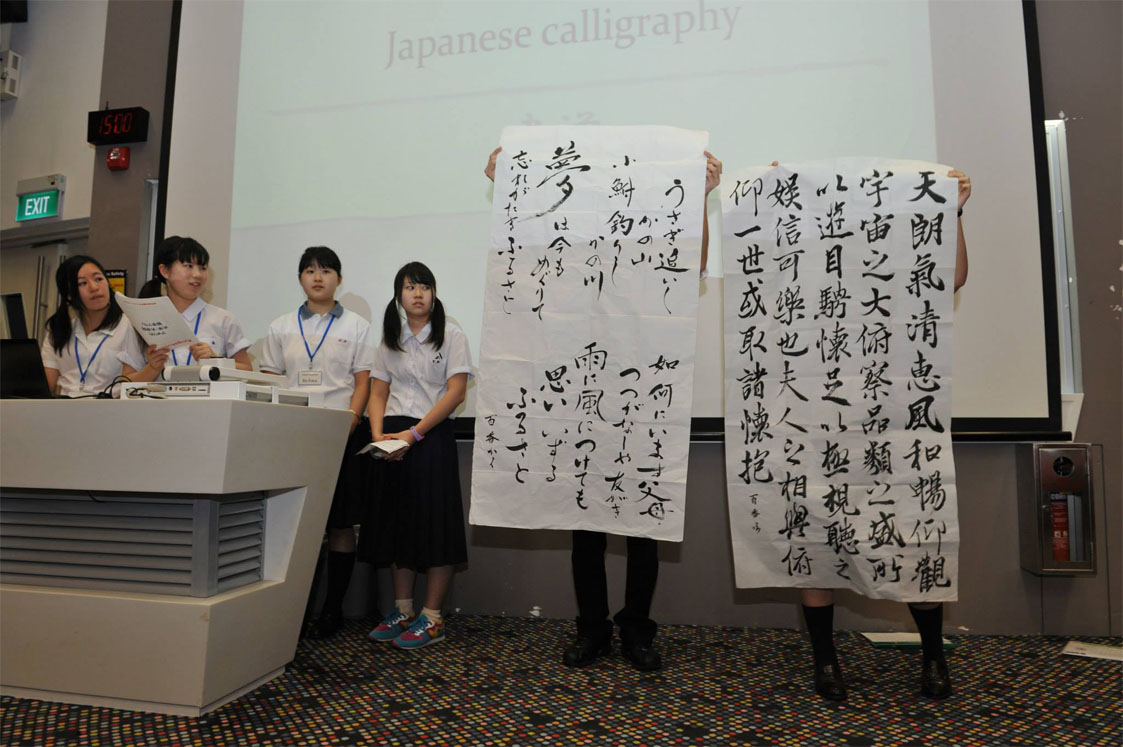 Japanese calligraphy
15:00
EXIT
うさぎ追いし
かの山
小鮒釣りし
かの川
夢は今も
めぐりて
忘れがたきふるさと
如何にいます父母
つつがなしや友がき
雨に風につけても
思いいずる
ふるさと
百香かく
天朗氣清恵風和暢仰觀
宇宙之大俯察品類之盛所
以遊目騁懐足以極視聽之
娯信可樂也夫人之相與俯
仰一世或取諸懐抱
百香臨